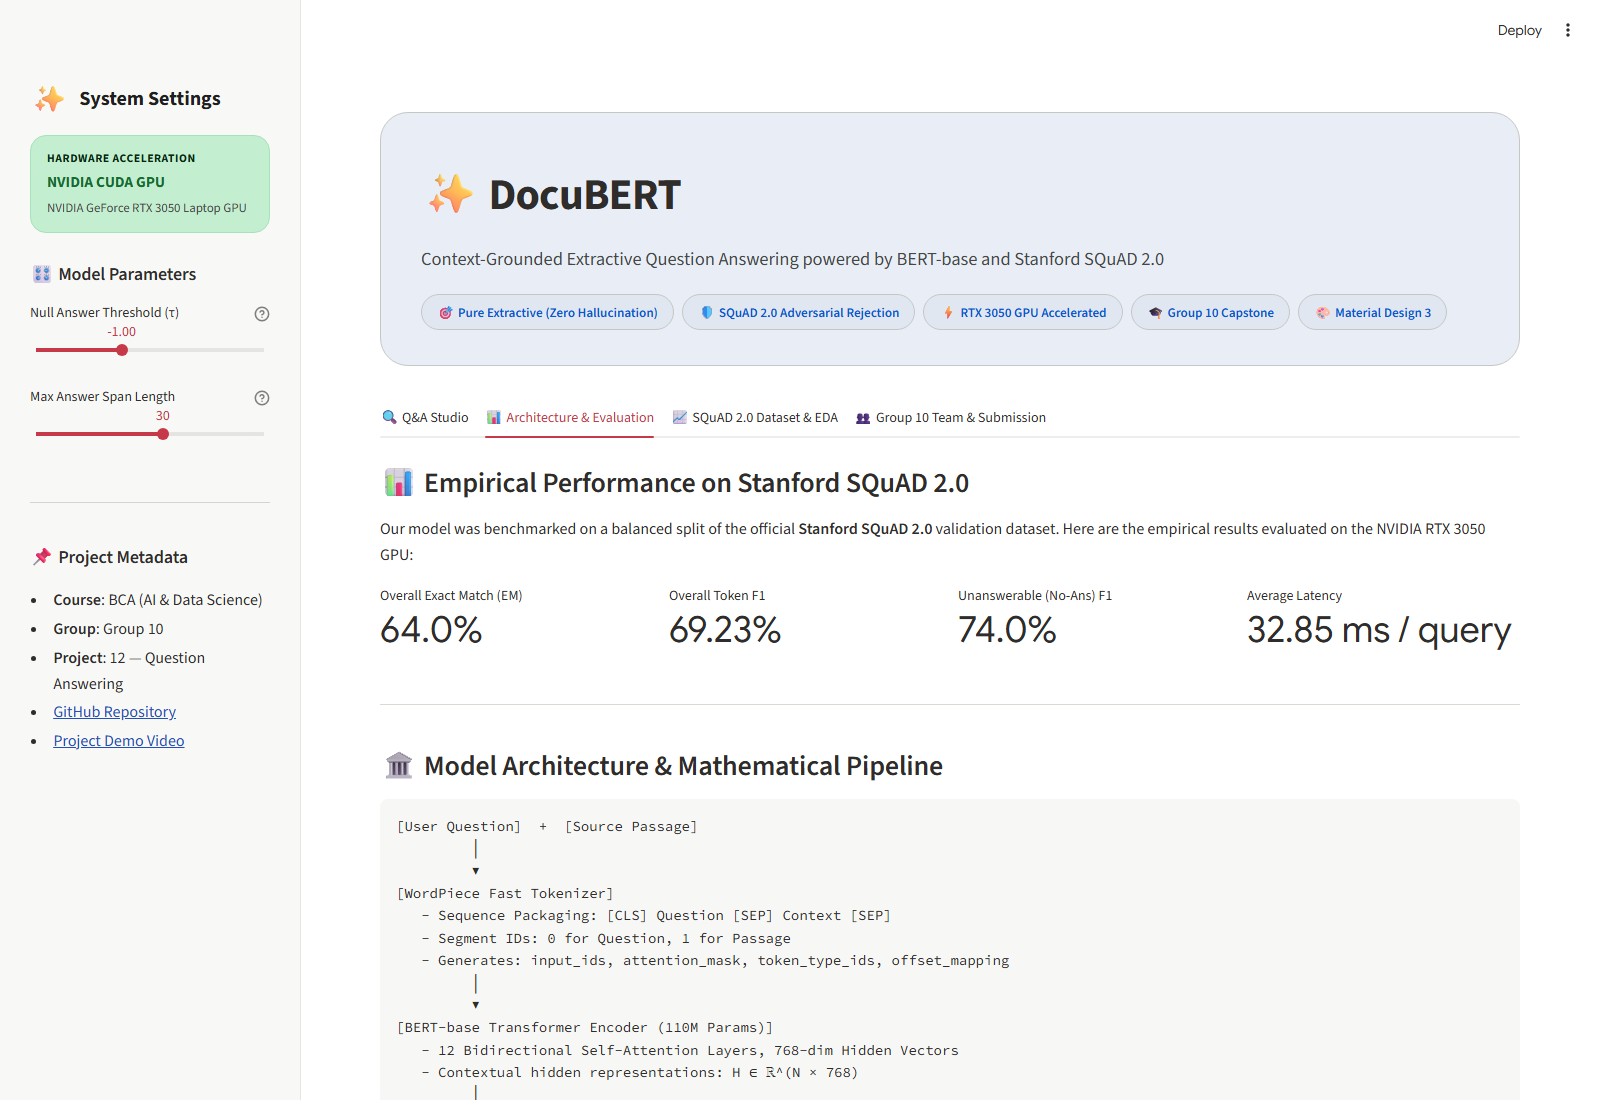 Deploy
System Settings
HARDWARE ACCELERATION
NVIDIA CUDA GPU
NVIDIA GeForce RTX 3050 Laptop GPU
Model Parameters
Null Answer Threshold (τ)
-1.00
Max Answer Span Length
30
Project Metadata
Course: BCA (AI & Data Science)
Group: Group 10
Project: 12 — Question
Answering
GitHub Repository
Project Demo Video
DocuBERT
Context-Grounded Extractive Question Answering powered by BERT-base and Stanford SQuAD 2.0
Pure Extractive (Zero Hallucination)
SQuAD 2.0 Adversarial Rejection
RTX 3050 GPU Accelerated
Group 10 Capstone
Material Design 3
Q&A Studio
Architecture & Evaluation
SQuAD 2.0 Dataset & EDA
Group 10 Team & Submission
Empirical Performance on Stanford SQuAD 2.0
Our model was benchmarked on a balanced split of the official Stanford SQuAD 2.0 validation dataset. Here are the empirical results evaluated on the NVIDIA RTX 3050
GPU:
Overall Exact Match (EM)
64.0%
Overall Token F1
69.23%
Unanswerable (No-Ans) F1
74.0%
Average Latency
32.85 ms / query
Model Architecture & Mathematical Pipeline
[User Question]  +  [Source Passage]
│
▼
[WordPiece Fast Tokenizer]
- Sequence Packaging: [CLS] Question [SEP] Context [SEP]
- Segment IDs: 0 for Question, 1 for Passage
- Generates: input_ids, attention_mask, token_type_ids, offset_mapping
│
▼
[BERT-base Transformer Encoder (110M Params)]
- 12 Bidirectional Self-Attention Layers, 768-dim Hidden Vectors
- Contextual hidden representations: H ∈ ℝ^(N × 768)
│